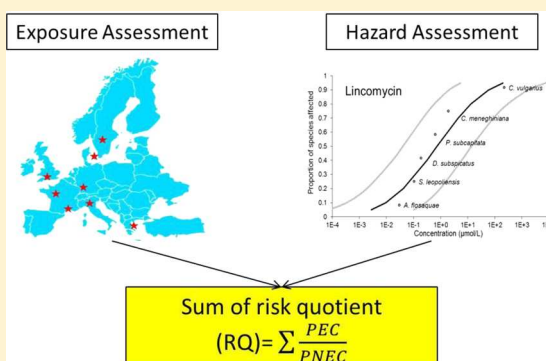 Exposure Assessment
Hazard Assessment
Lincomycin
Proportion of species affected
1
0.9
0.8
0.7
0.6
0.5
0.4
0.3
0.2
0.1
0
C. vulgarius
C. meneghiniana
P. subcapitata
D. subspicatus
S. leopoliensis
A. flosaquae
1E-4 1E-3 1E-2 1E-1 1E+0 1E+1 1E+2 1E+3
Concentration (µmol/L)
Sum of risk quotient
(RQ)= ∑ PEC
PNEC